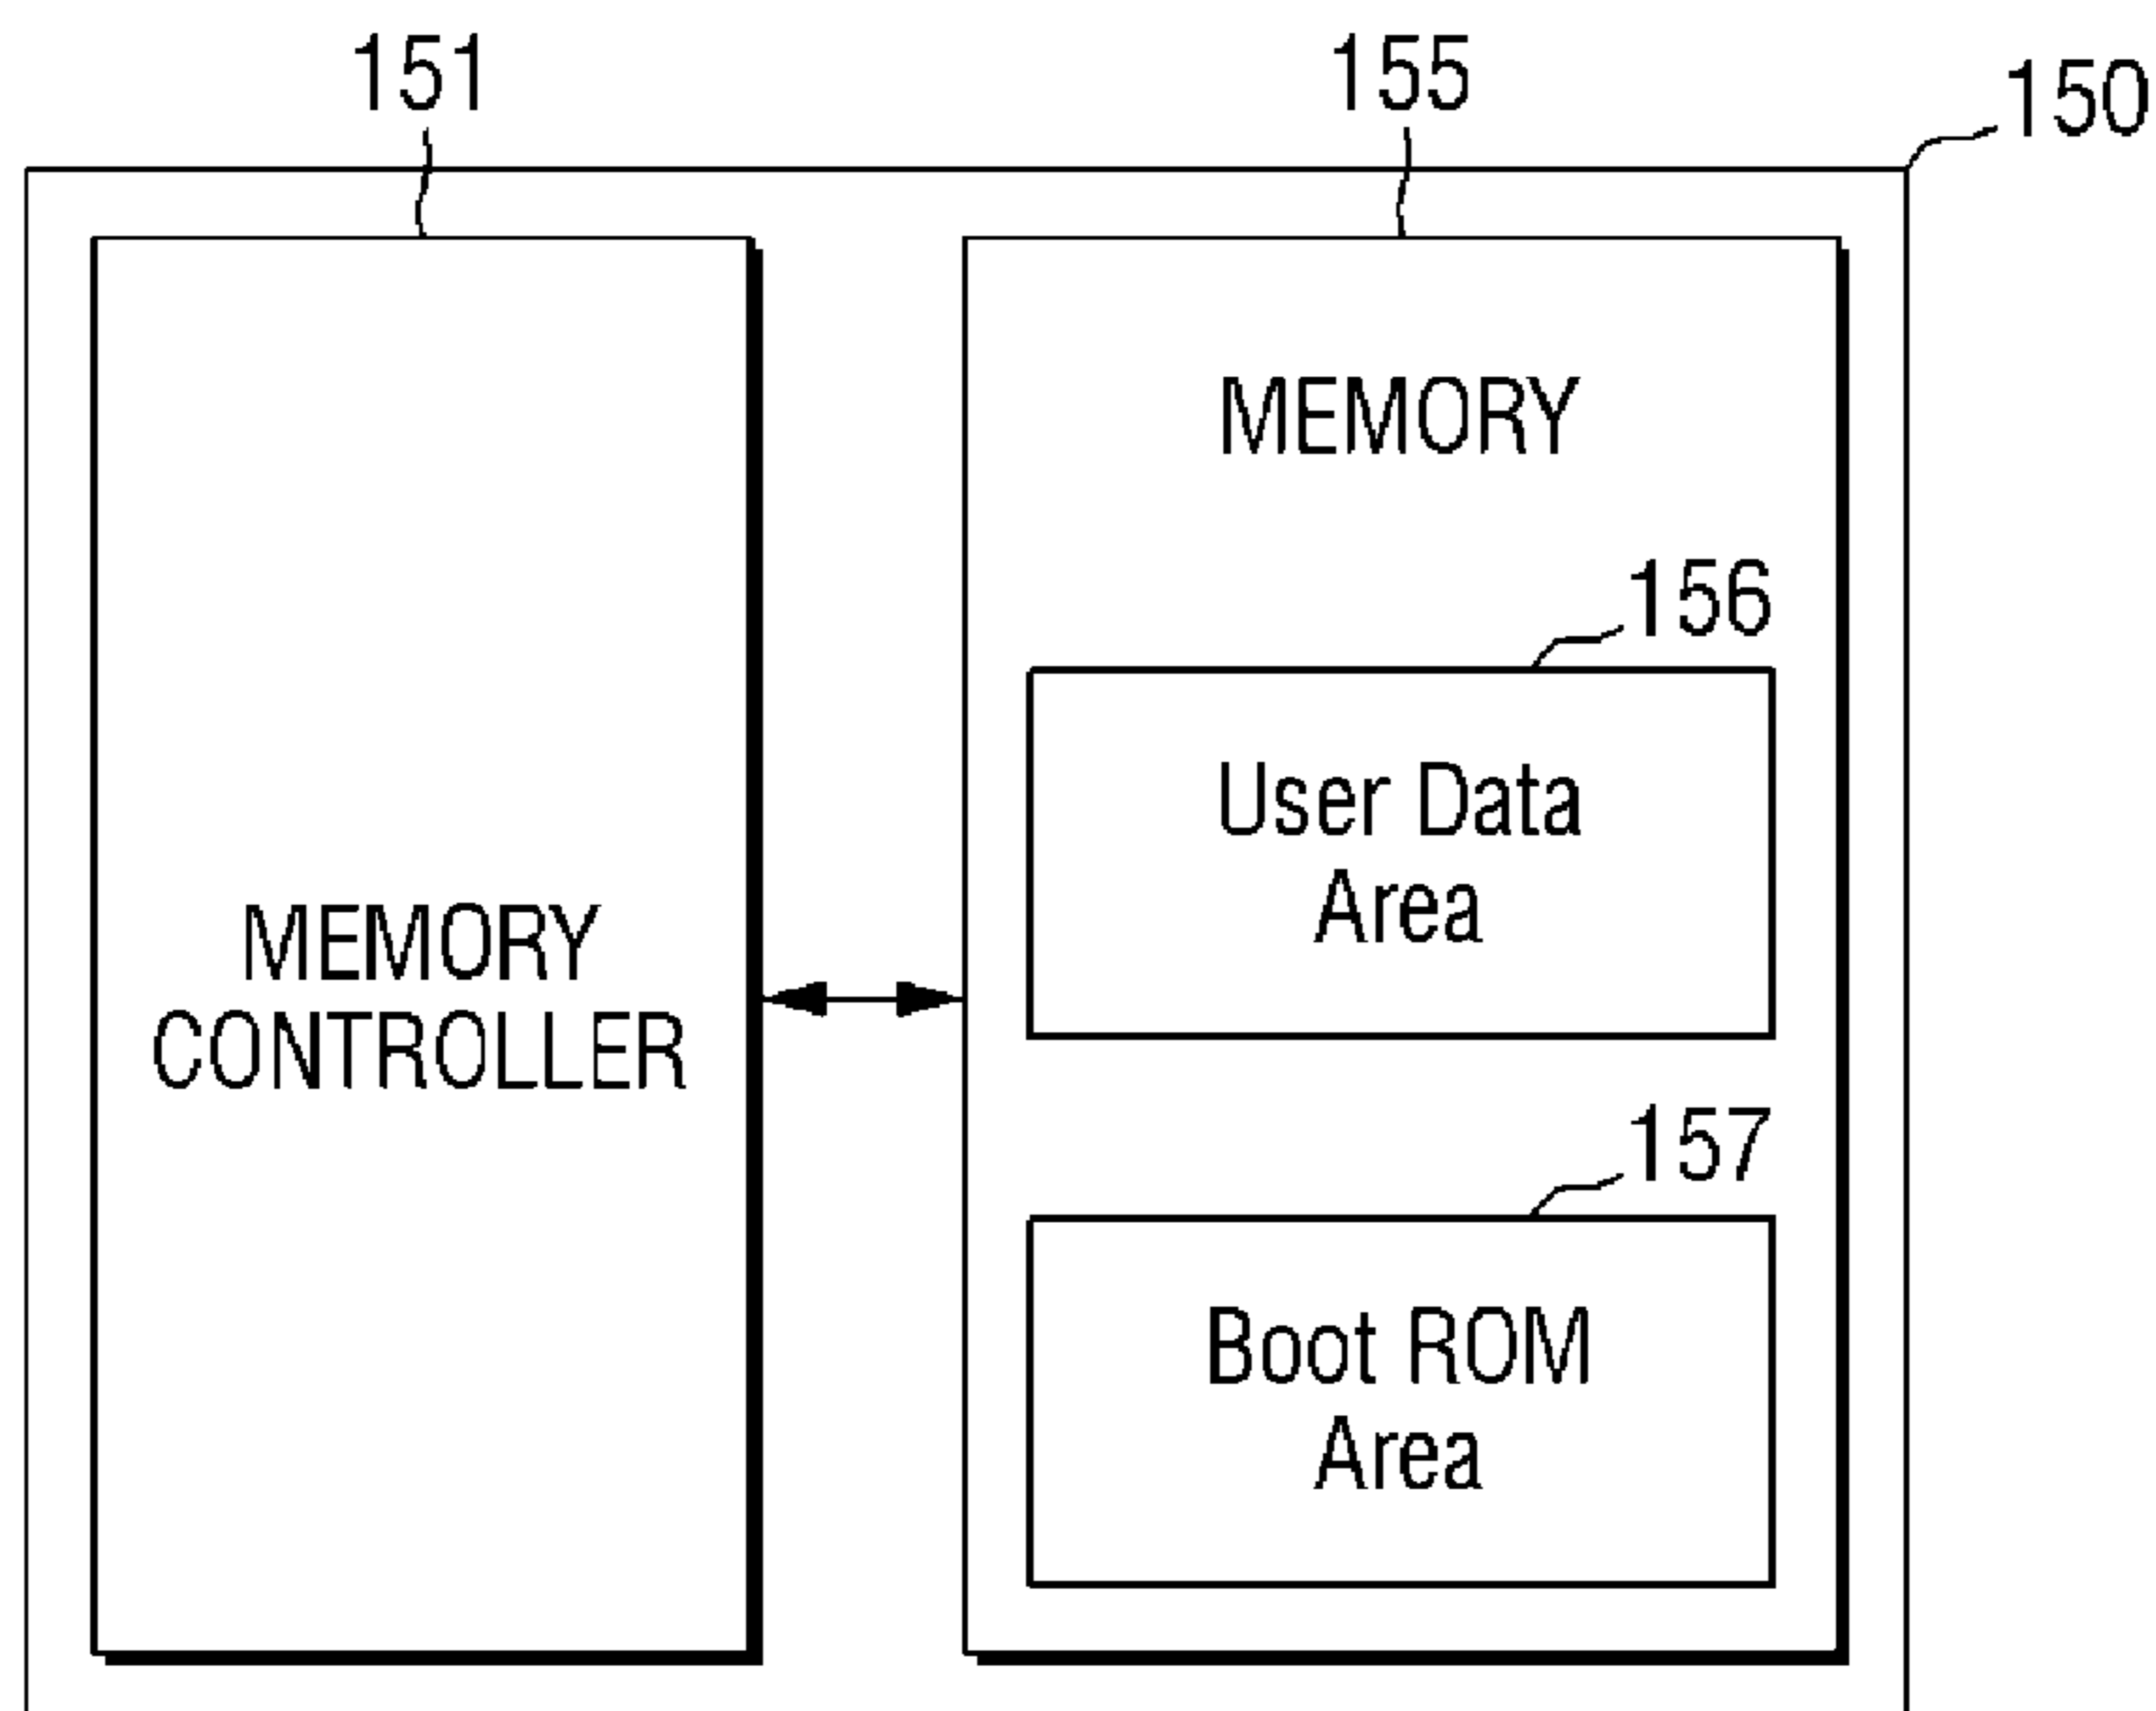 151
155
150
MEMORY
156
User Data
Area
MEMORY
CONTROLLER
157
Boot ROM
Area